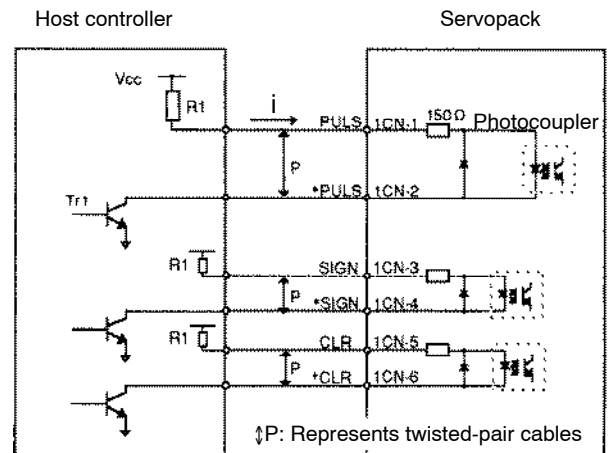 Host controller
Servopack
Vcc
R1
i
PULS
1CN-1
150Ω
Photocoupler
P
Tr1
*PULS
1CN-2
R1
SIGN
1CN-3
P
*SIGN
1CN-4
R1
CLR
1CN-5
P
*CLR
1CN-6
↕P: Represents twisted-pair cables